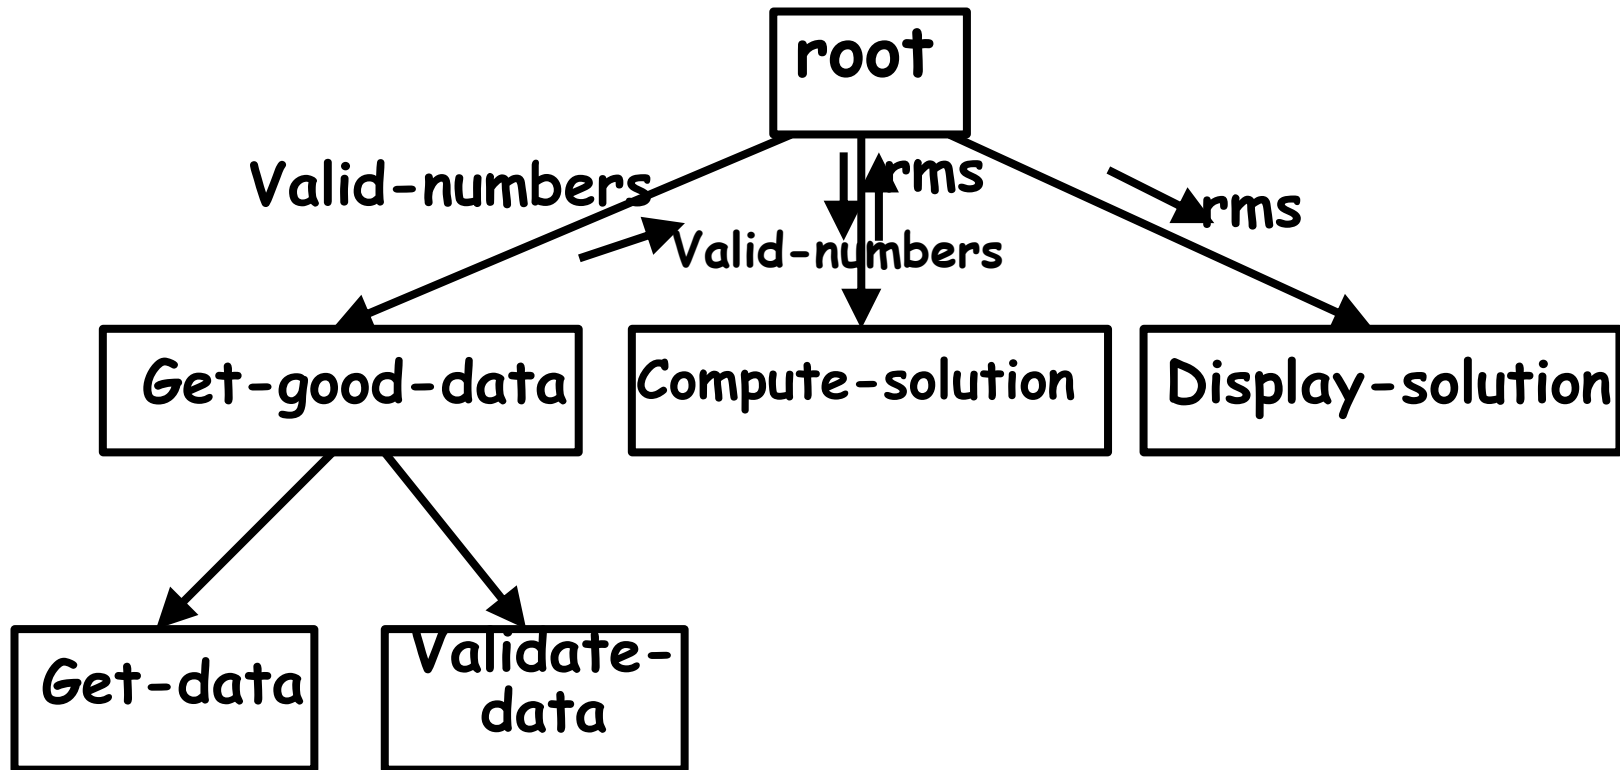 root
Valid-numbers
rms
rms
Valid-numbers
Get-good-data
Compute-solution
Display-solution
Get-data
Validate-
data